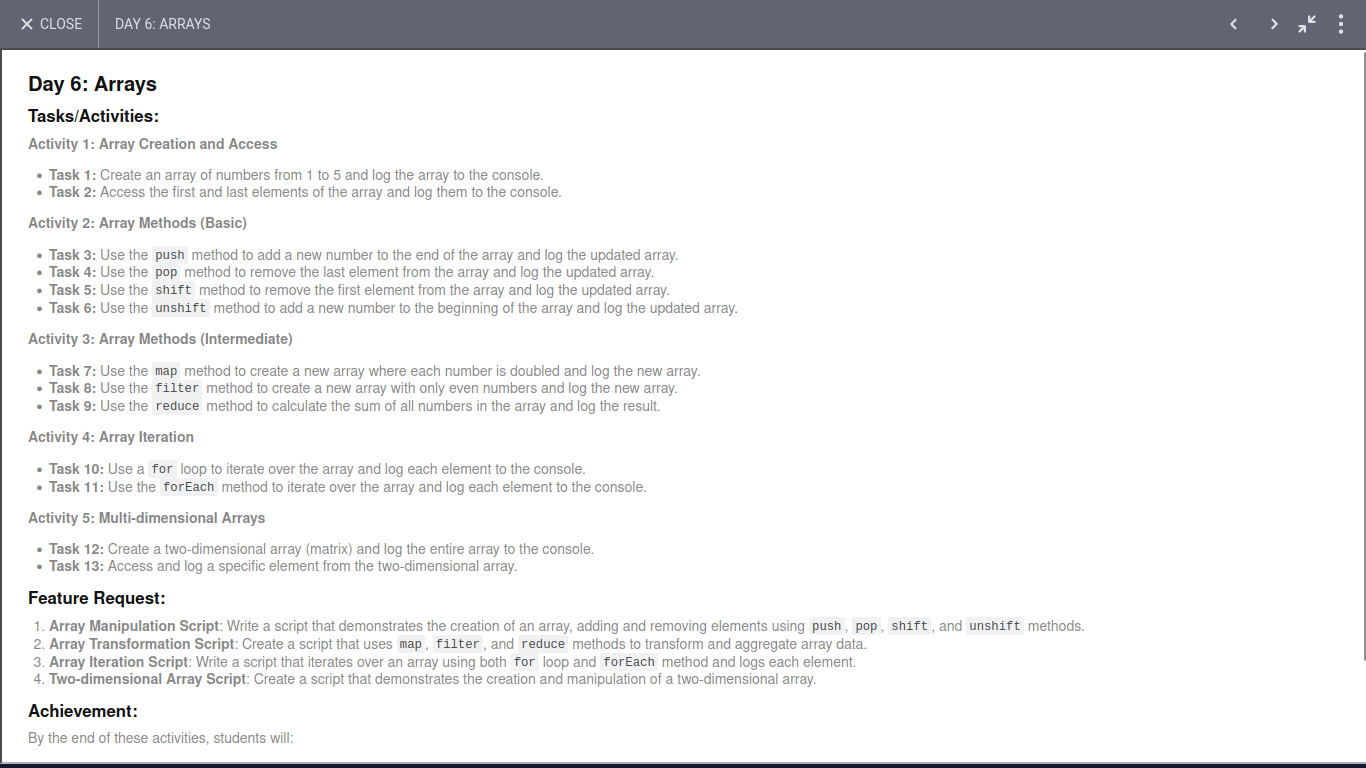 CLOSE
DAY 6: ARRAYS
Day 6: Arrays
Tasks/Activities:
Activity 1: Array Creation and Access
• Task 1: Create an array of numbers from 1 to 5 and log the array to the console.
• Task 2: Access the first and last elements of the array and log them to the console.
Activity 2: Array Methods (Basic)
• Task 3: Use the push method to add a new number to the end of the array and log the updated array.
• Task 4: Use the pop method to remove the last element from the array and log the updated array.
• Task 5: Use the shift method to remove the first element from the array and log the updated array.
• Task 6: Use the unshift method to add a new number to the beginning of the array and log the updated array.
Activity 3: Array Methods (Intermediate)
• Task 7: Use the map method to create a new array where each number is doubled and log the new array.
• Task 8: Use the filter method to create a new array with only even numbers and log the new array.
• Task 9: Use the reduce method to calculate the sum of all numbers in the array and log the result.
Activity 4: Array Iteration
• Task 10: Use a for loop to iterate over the array and log each element to the console.
• Task 11: Use the forEach method to iterate over the array and log each element to the console.
Activity 5: Multi-dimensional Arrays
• Task 12: Create a two-dimensional array (matrix) and log the entire array to the console.
• Task 13: Access and log a specific element from the two-dimensional array.
Feature Request:
1. Array Manipulation Script: Write a script that demonstrates the creation of an array, adding and removing elements using push, pop, shift, and unshift methods.
2. Array Transformation Script: Create a script that uses map, filter, and reduce methods to transform and aggregate array data.
3. Array Iteration Script: Write a script that iterates over an array using both for loop and forEach method and logs each element.
4. Two-dimensional Array Script: Create a script that demonstrates the creation and manipulation of a two-dimensional array.
Achievement:
By the end of these activities, students will: